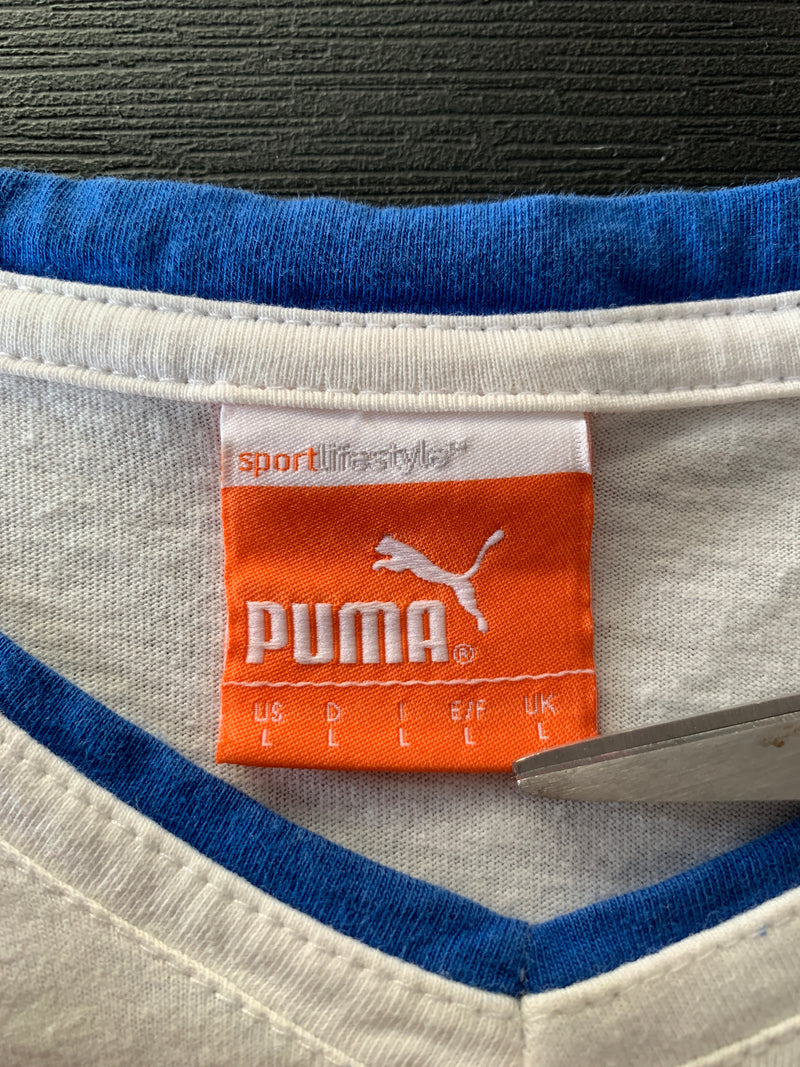 sportlifestyle
PUMA®
US D I E/F UK
L L L L L